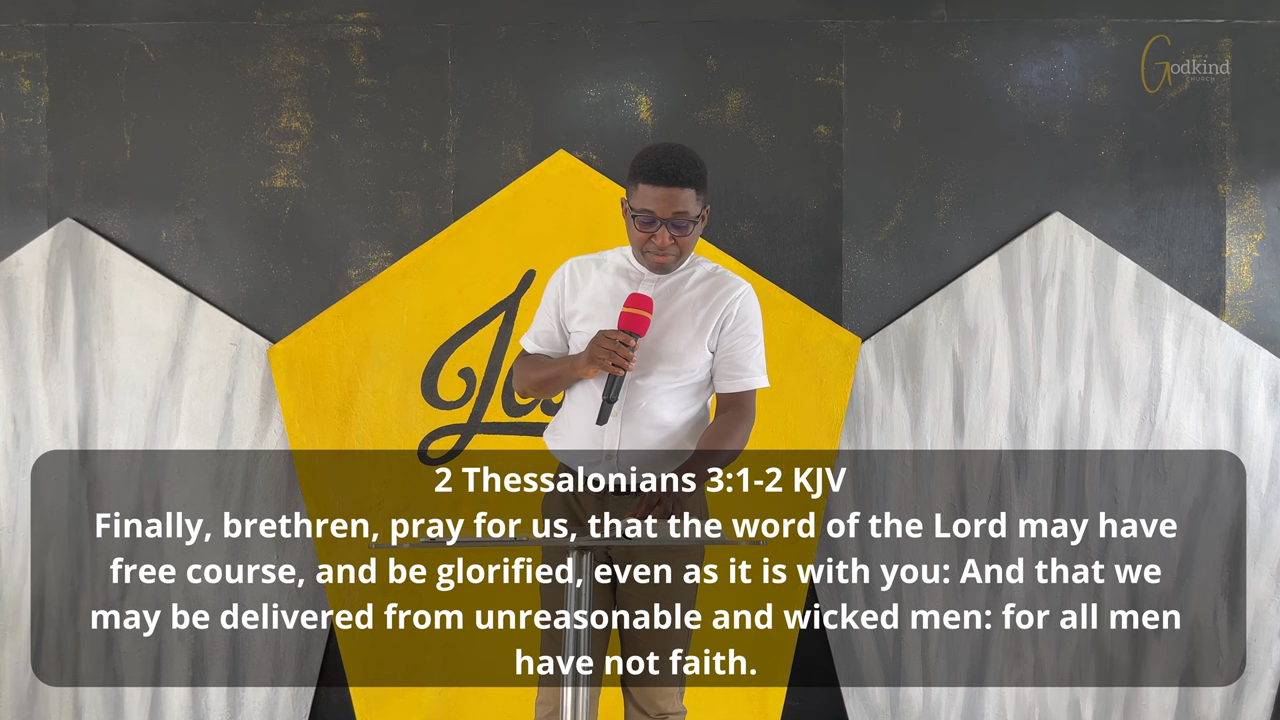 Godkind
CHURCH
2 Thessalonians 3:1-2 KJV
Finally, brethren, pray for us, that the word of the Lord may have
free course, and be glorified, even as it is with you: And that we
may be delivered from unreasonable and wicked men: for all men
have not faith.